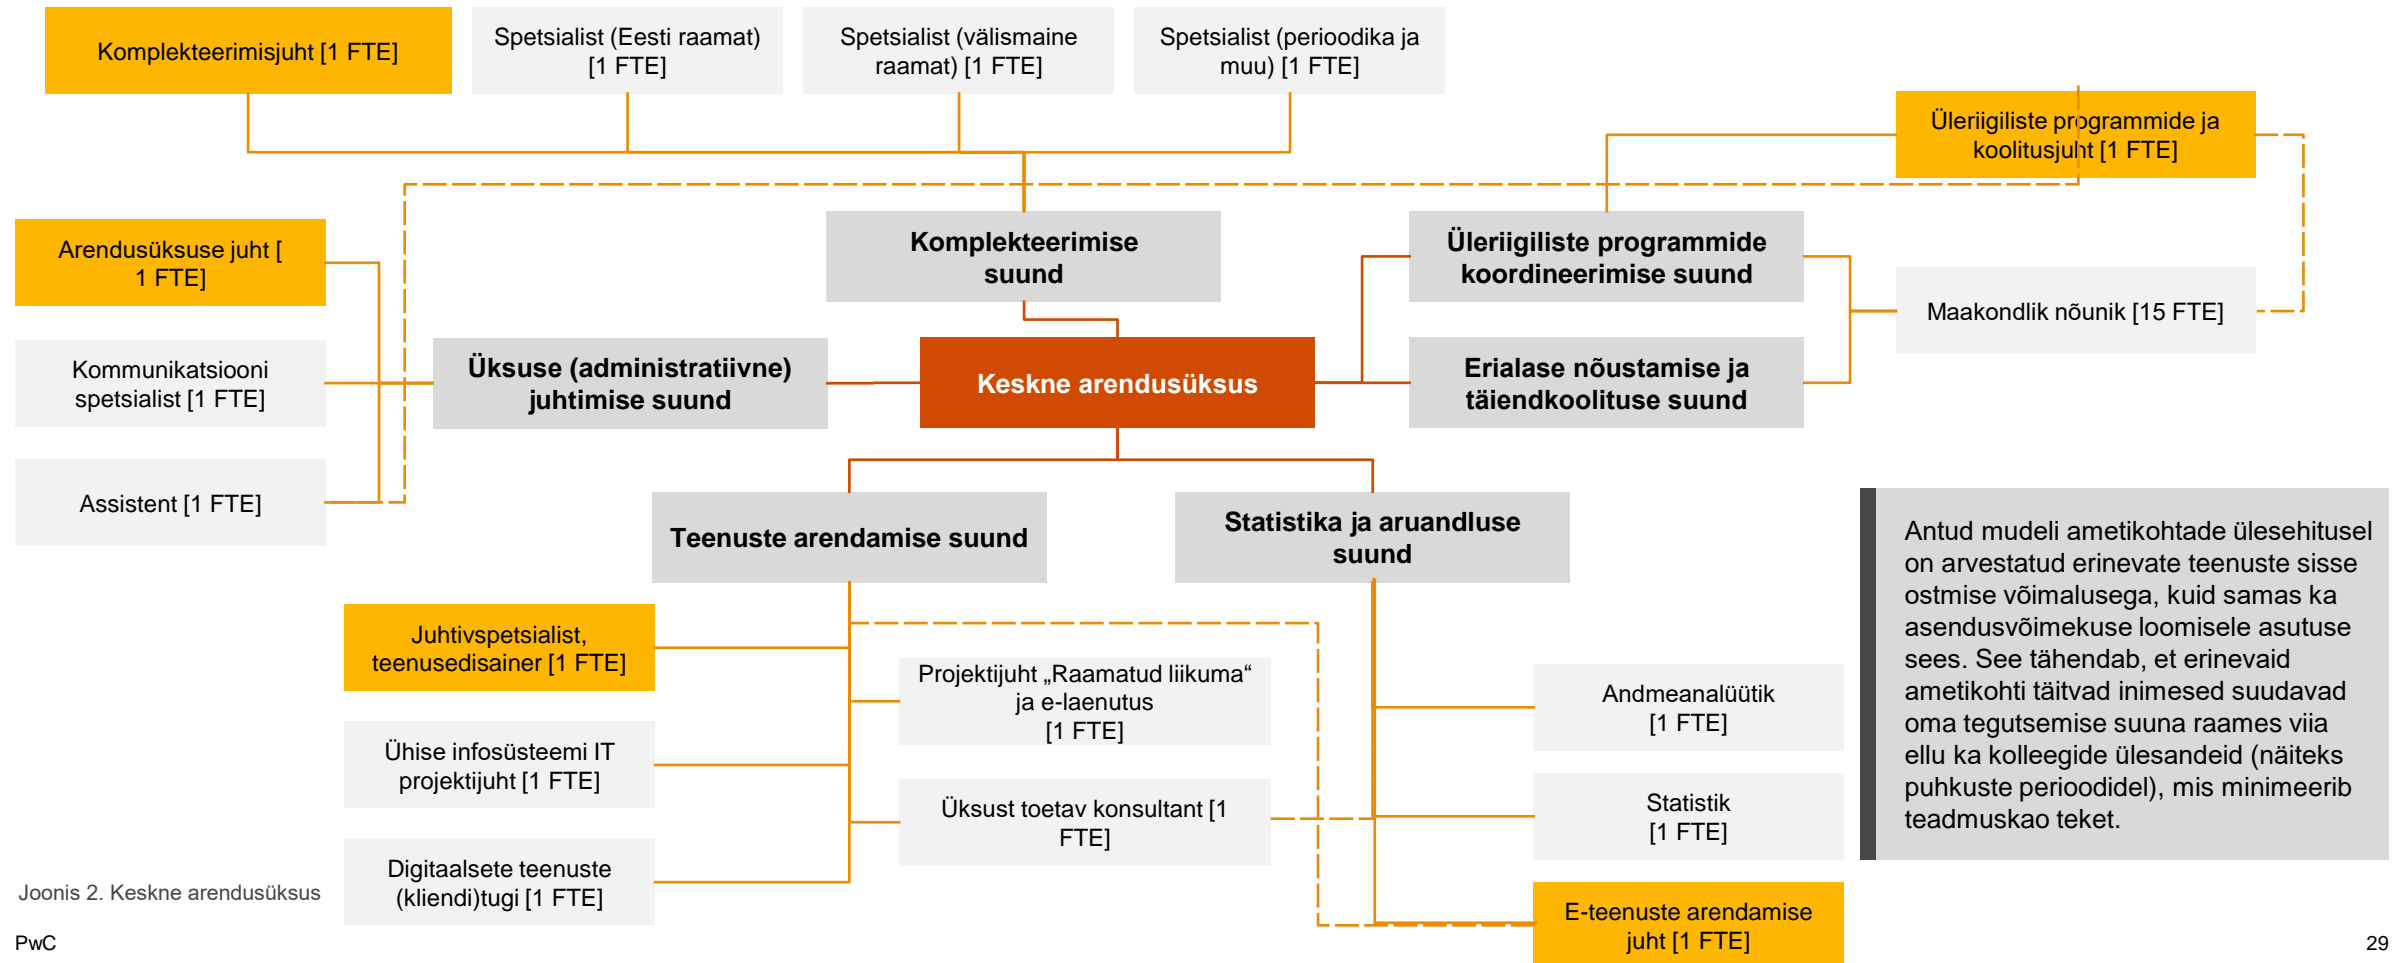 Komplekteerimisjuht [1 FTE]
Spetsialist (Eesti raamat)
[1 FTE]
Spetsialist (välismaine
raamat) [1 FTE]
Spetsialist (perioodika ja
muu) [1 FTE]
Üleriigiliste programmide ja
koolitusjuht [1 FTE]
Arendusüksuse juht [
1 FTE]
Komplekteerimise
suund
Üleriigiliste programmide
koordineerimise suund
Maakondlik nõunik [15 FTE]
Kommunikatsiooni
spetsialist [1 FTE]
Üksuse (administratiivne)
juhtimise suund
Keskne arendusüksus
Erialase nõustamise ja
täiendkoolituse suund
Assistent [1 FTE]
Teenuste arendamise suund
Statistika ja aruandluse
suund
Juhtivspetsialist,
teenusedisainer [1 FTE]
Projektijuht „Raamatud liikuma“
ja e-laenutus
[1 FTE]
Andmeanalüütik
[1 FTE]
Ühise infosüsteemi IT
projektijuht [1 FTE]
Üksust toetav konsultant [1
FTE]
Statistik
[1 FTE]
Digitaalsete teenuste
(kliendi)tugi [1 FTE]
E-teenuste arendamise
juht [1 FTE]
Antud mudeli ametikohtade ülesehitusel
on arvestatud erinevate teenuste sisse
ostmise võimalusega, kuid samas ka
asendusvõimekuse loomisele asutuse
sees. See tähendab, et erinevaid
ametikohti täitvad inimesed suudavad
oma tegutsemise suuna raames viia
ellu ka kolleegide ülesandeid (näiteks
puhkuste perioodidel), mis minimeerib
teadmuskao teket.
Joonis 2. Keskne arendusüksus
PwC
29